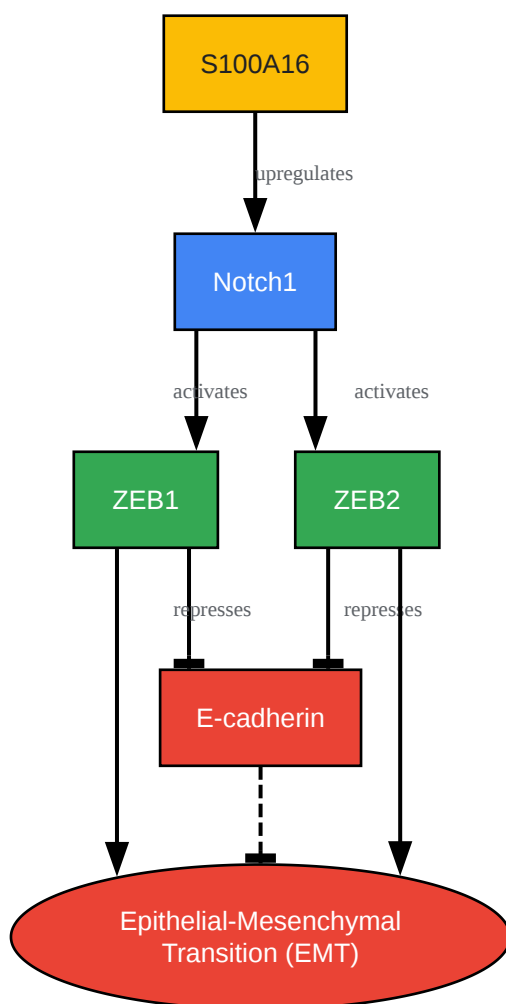 S100A16
upregulates
Notch1
activates
activates
ZEB1
ZEB2
represses
represses
E-cadherin
Epithelial-Mesenchymal
Transition (EMT)